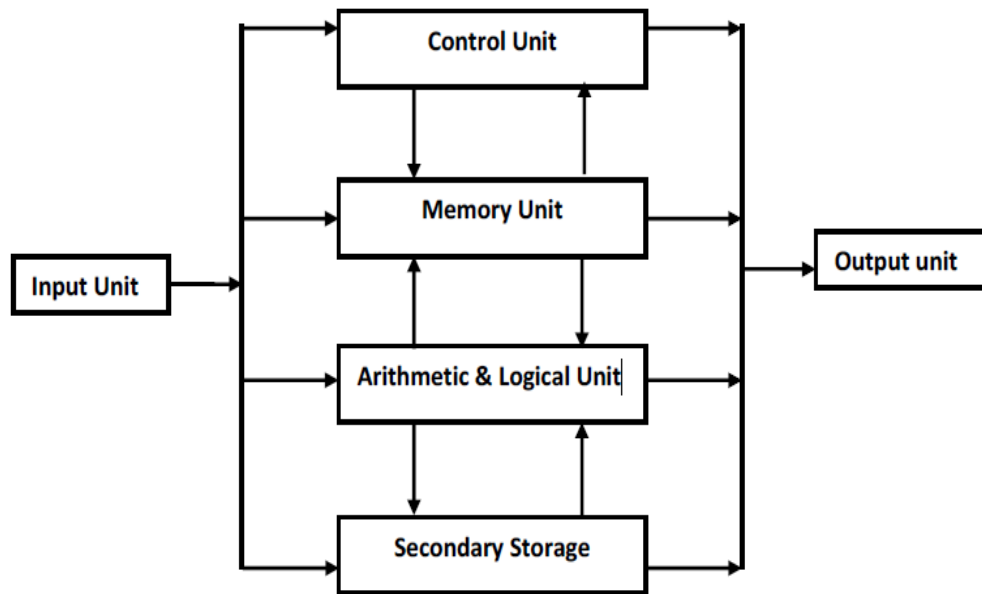 Control Unit
Memory Unit
Input Unit
Output unit
Arithmetic & Logical Unit
Secondary Storage